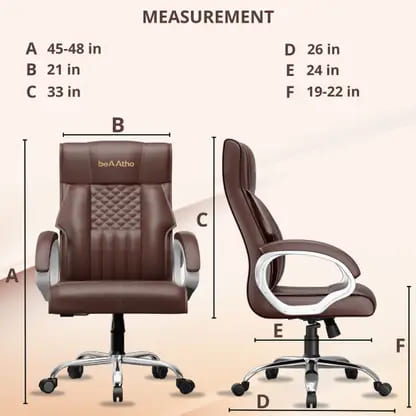 MEASUREMENT
A 45-48 in
B 21 in
C 33 in
D 26 in
E 24 in
F 19-22 in
B
beAAtho
A
C
E
F
D